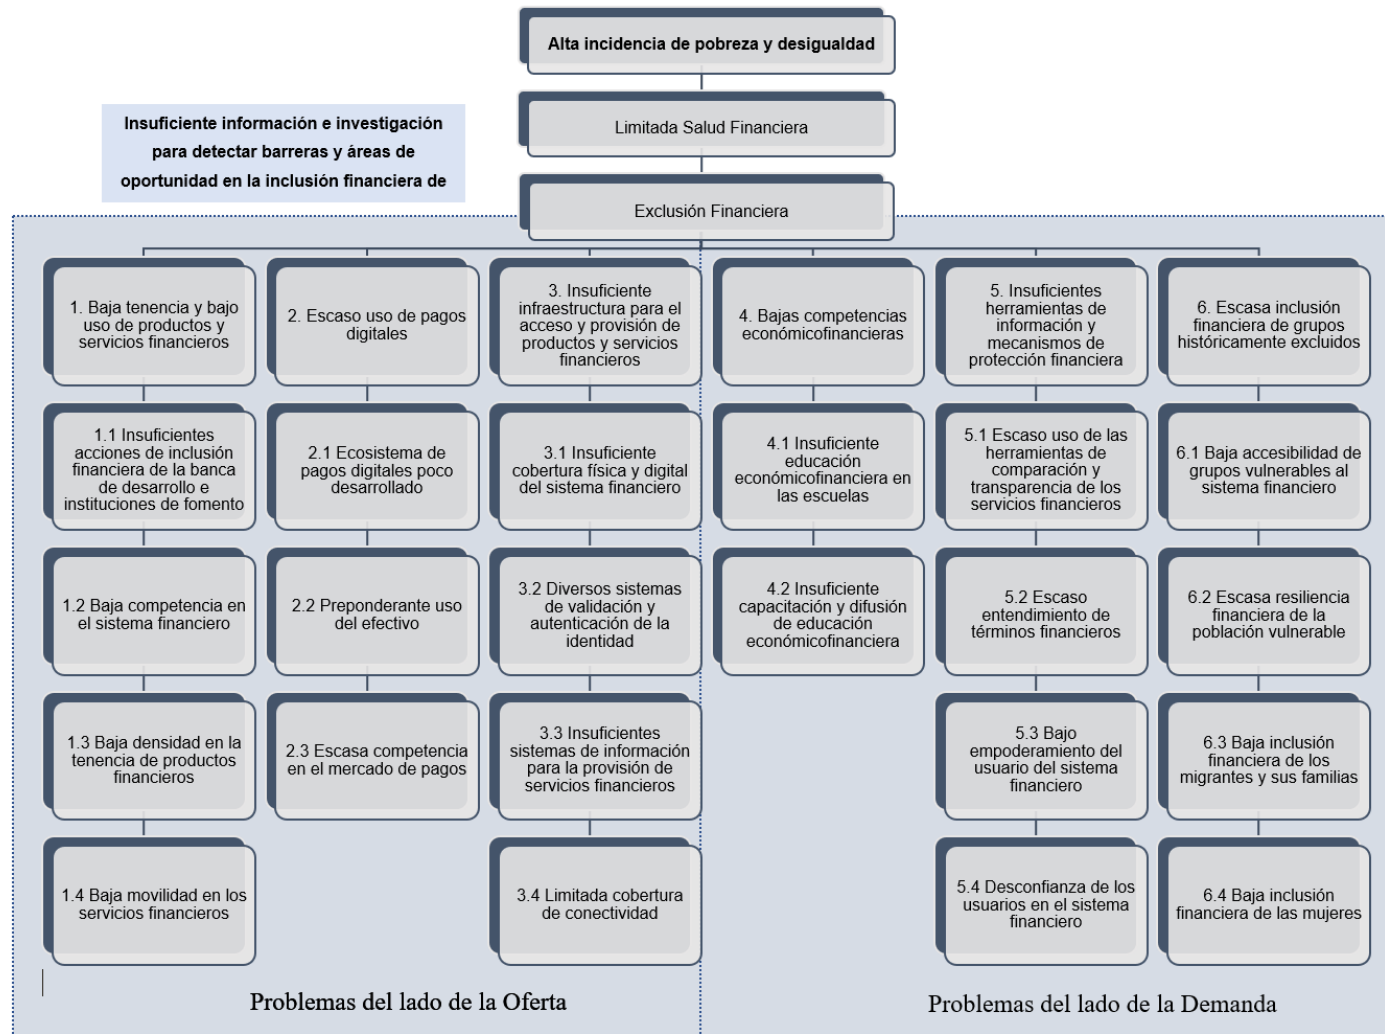 Alta incidencia de pobreza y desigualdad
Limitada Salud Financiera
Insuficiente información e investigación
para detectar barreras y áreas de
oportunidad en la inclusión financiera de
Exclusión Financiera
1. Baja tenencia y bajo
uso de productos y
servicios financieros
1.1 Insuficientes
acciones de inclusión
financiera de la banca
de desarrollo e
instituciones de fomento
1.2 Baja competencia en
el sistema financiero
1.3 Baja densidad en la
tenencia de productos
financieros
1.4 Baja movilidad en los
servicios financieros
2. Escaso uso de pagos
digitales
2.1 Ecosistema de
pagos digitales poco
desarrollado
2.2 Preponderante uso
del efectivo
2.3 Escasa competencia
en el mercado de pagos
3. Insuficiente
infraestructura para el
acceso y provisión de
productos y servicios
financieros
3.1 Insuficiente
cobertura física y digital
del sistema financiero
3.2 Diversos sistemas
de validación y
autenticación de la
identidad
3.3 Insuficientes
sistemas de información
para la provisión de
servicios financieros
3.4 Limitada cobertura
de conectividad
4. Bajas competencias
económicofinancieras
4.1 Insuficiente
educación
económicofinanciera en
las escuelas
4.2 Insuficiente
capacitación y difusión
de educación
económicofinanciera
5. Insuficientes
herramientas de
información y
mecanismos de
protección financiera
5.1 Escaso uso de las
herramientas de
comparación y
transparencia de los
servicios financieros
5.2 Escaso
entendimiento de
términos financieros
5.3 Bajo
empoderamiento del
usuario del sistema
financiero
5.4 Desconfianza de los
usuarios en el sistema
financiero
6. Escasa inclusión
financiera de grupos
históricamente excluidos
6.1 Baja accesibilidad de
grupos vulnerables al
sistema financiero
6.2 Escasa resiliencia
financiera de la
población vulnerable
6.3 Baja inclusión
financiera de los
migrantes y sus familias
6.4 Baja inclusión
financiera de las mujeres
Problemas del lado de la Oferta
Problemas del lado de la Demanda